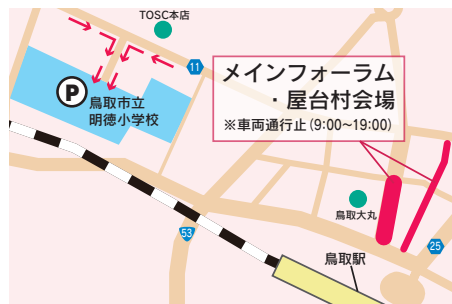 TOSC本店
11
メインフォーラム
・屋台村会場
※車両通行止(9:00~19:00)
P
鳥取市立
明徳小学校
鳥取大丸
53
25
鳥取駅